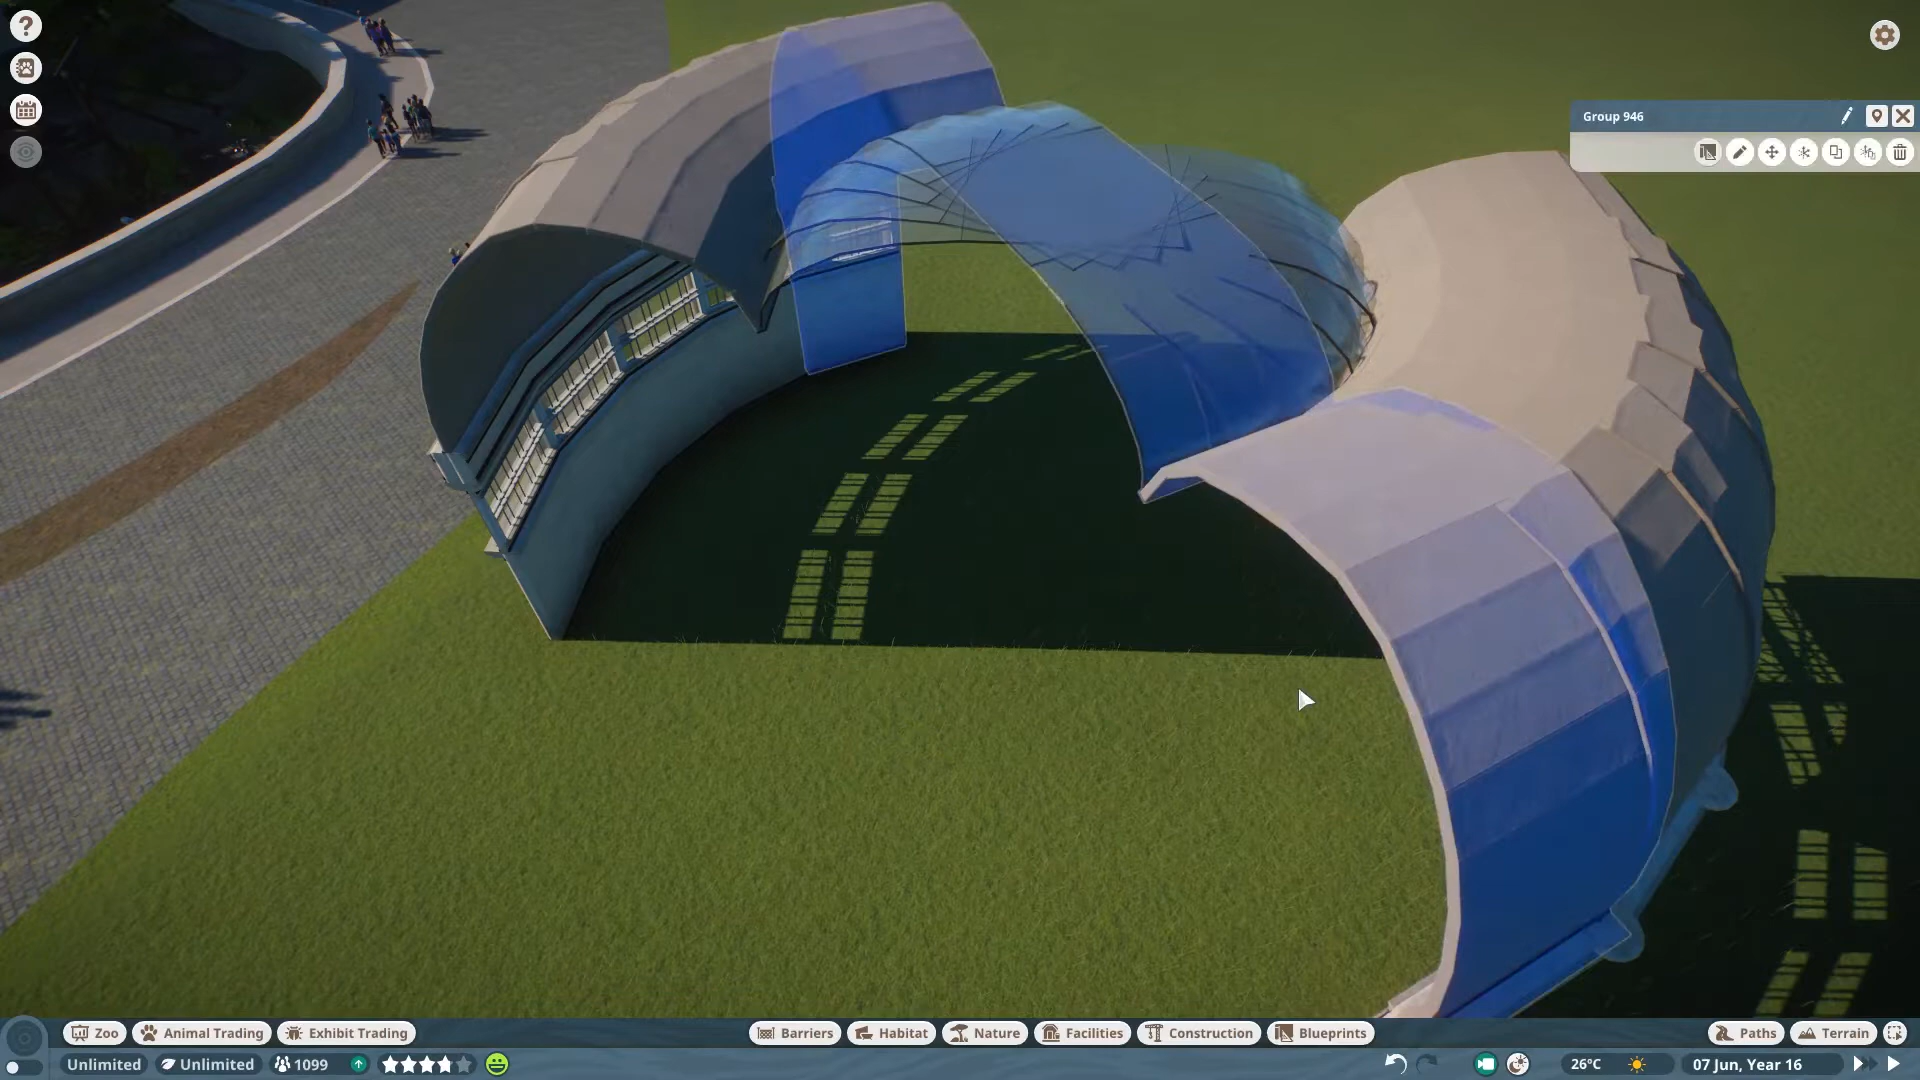 ?
Group 946
Zoo
Animal Trading
Exhibit Trading
Barriers
Habitat
Nature
Facilities
Construction
Blueprints
Paths
Terrain
Unlimited
Unlimited
1099
26°C
07 Jun, Year 16